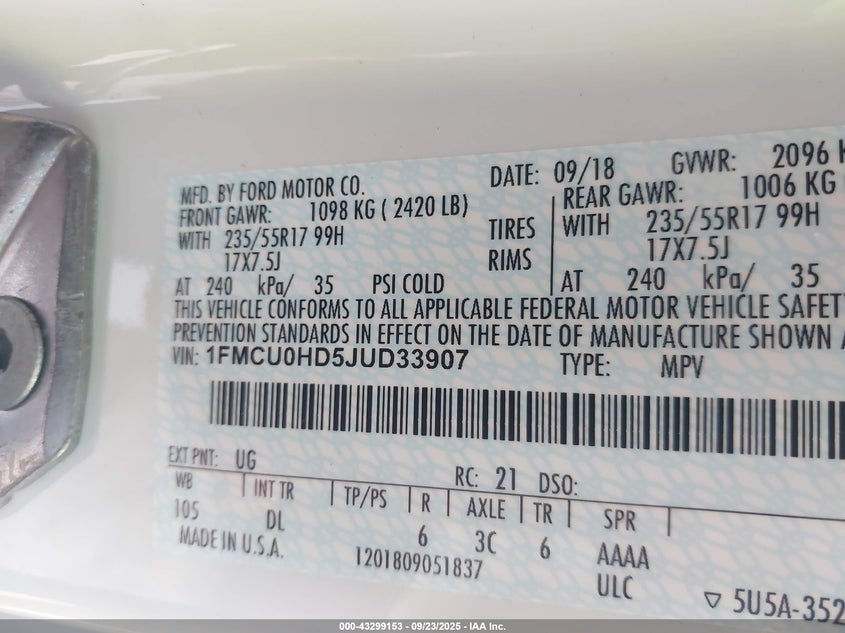 MFD. BY FORD MOTOR CO. DATE: 09/18 GVWR: 2096 K
FRONT GAWR: 1098 KG ( 2420 LB) REAR GAWR: 1006 KG
WITH 235/55R17 99H TIRES WITH 235/55R17 99H
17X7.5J RIMS 17X7.5J
AT 240 kPa/ 35 PSI COLD AT 240 kPa/ 35
THIS VEHICLE CONFORMS TO ALL APPLICABLE FEDERAL MOTOR VEHICLE SAFETY
PREVENTION STANDARDS IN EFFECT ON THE DATE OF MANUFACTURE SHOWN
VIN: 1FMCU0HD5JUD33907 TYPE: MPV
EXT PNT: UG RC: 21 DSO:
WB INT TR TP/PS R AXLE TR SPR
105 DL 6 3C 6 AAAA
MADE IN U.S.A. 1201809051837 ULC
5U5A-352
000-43299153 - 09/23/2025 - IAA Inc.